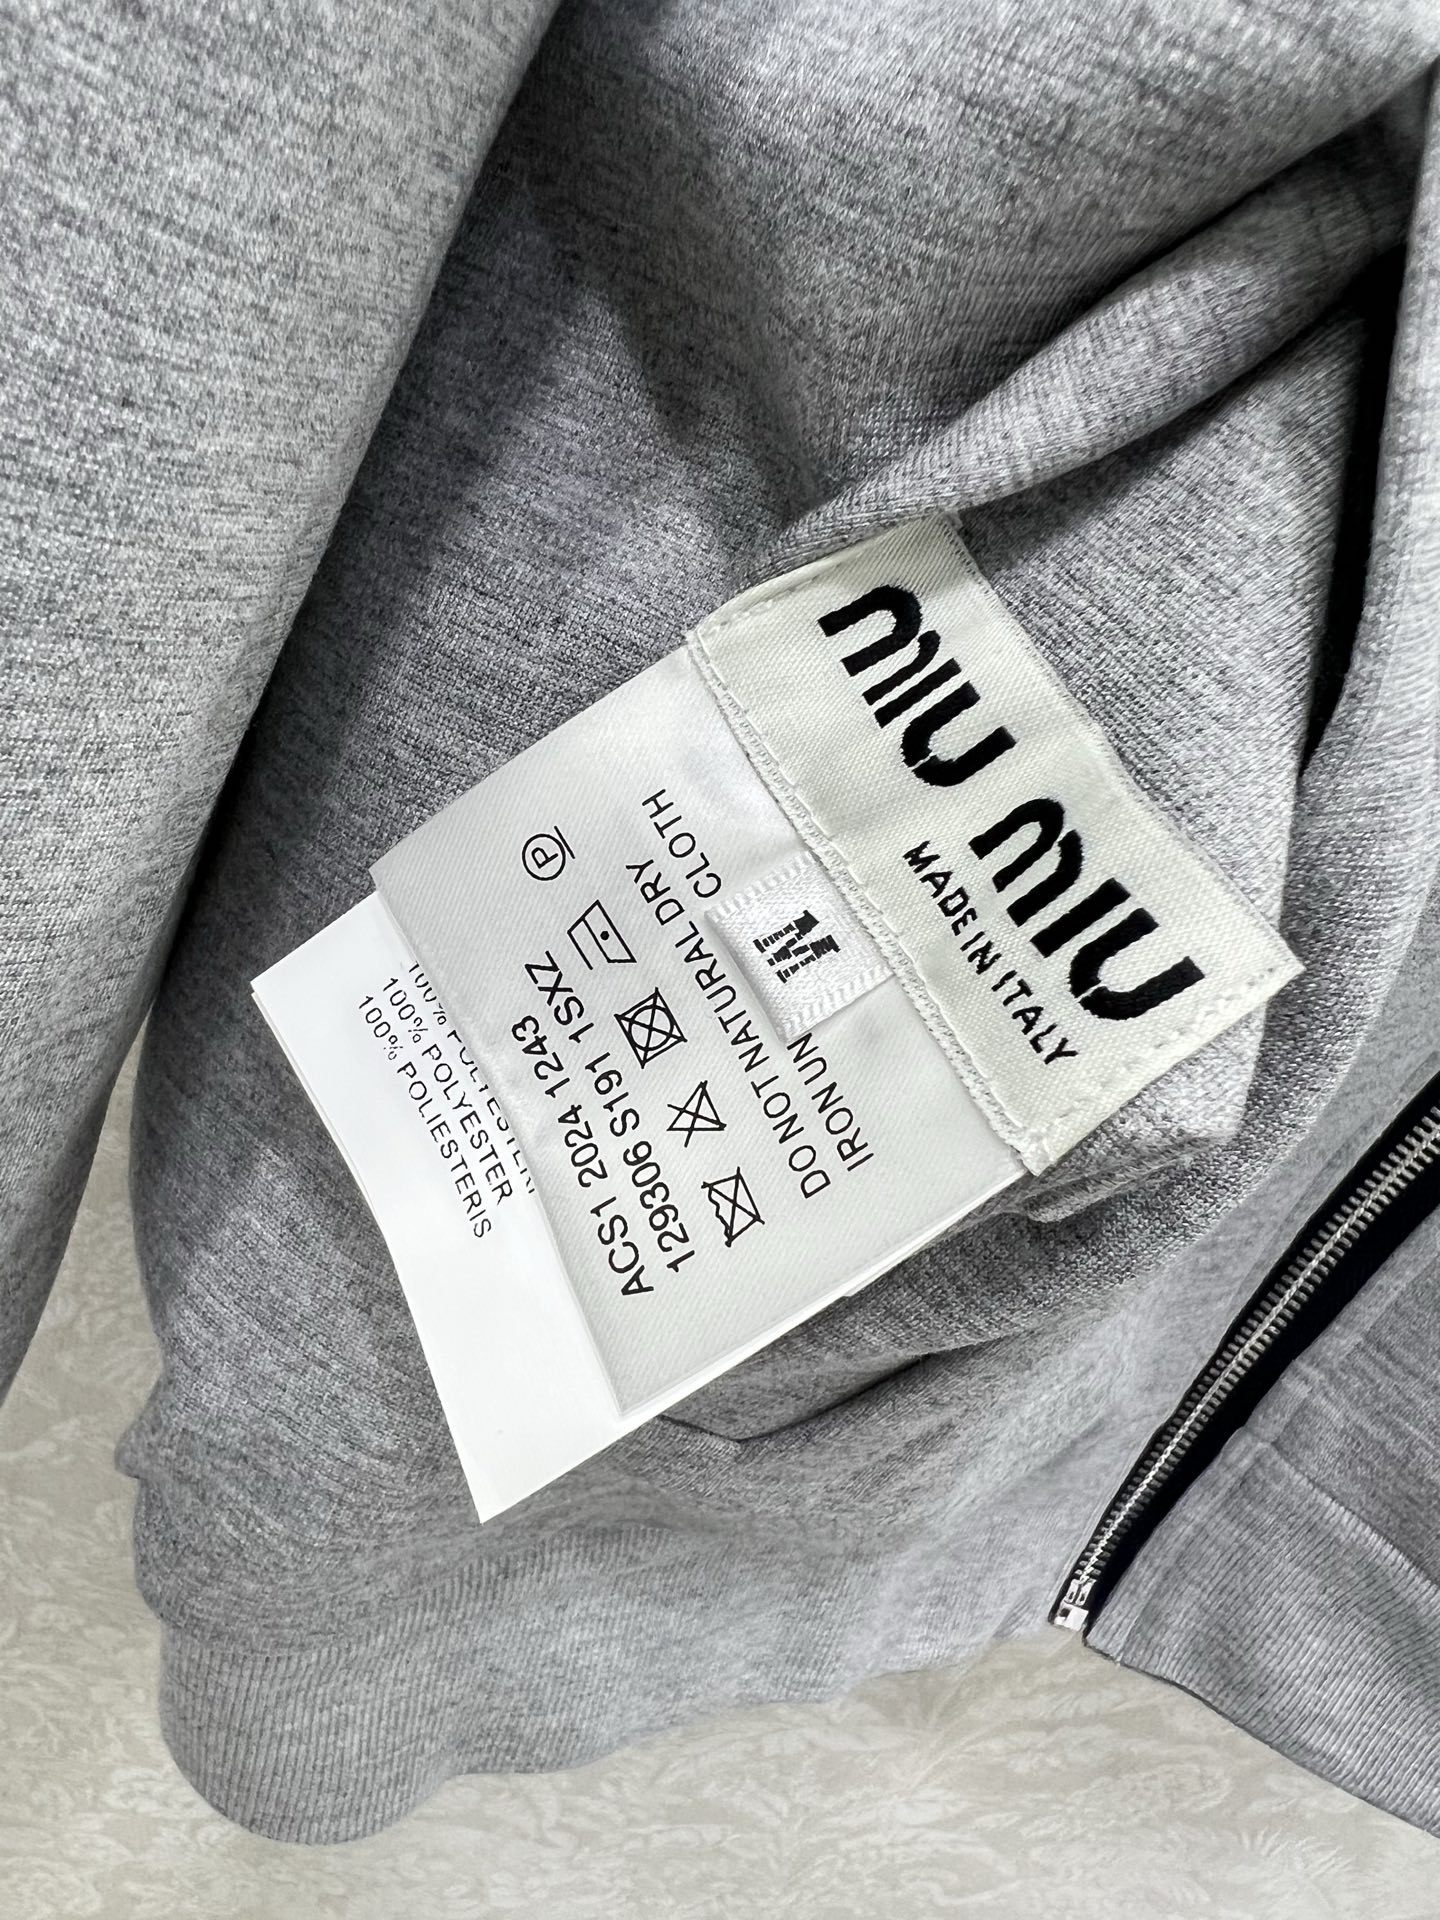 MIU MIU
MADE IN ITALY
M
DO NOT NATURAL DRY
IRON UN
CLOTH
P
ACS1 2024 1243
129306 S191 1SXZ
100% POLYESTER
100% POLIESTERIS